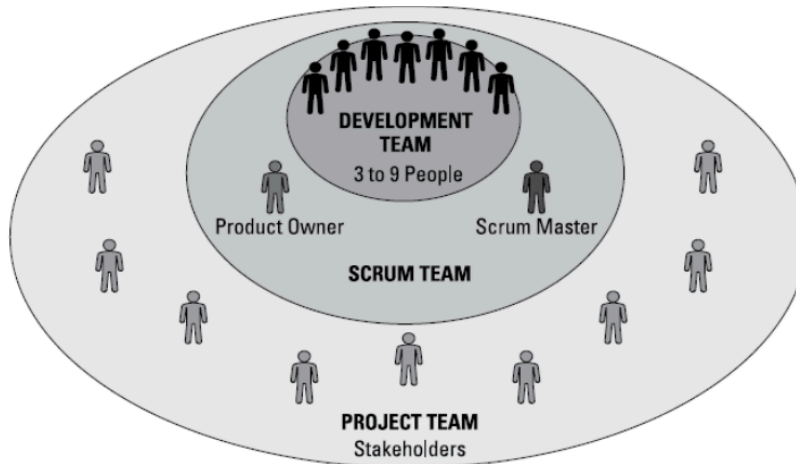 DEVELOPMENT
TEAM
3 to 9 People
Product Owner
Scrum Master
SCRUM TEAM
PROJECT TEAM
Stakeholders